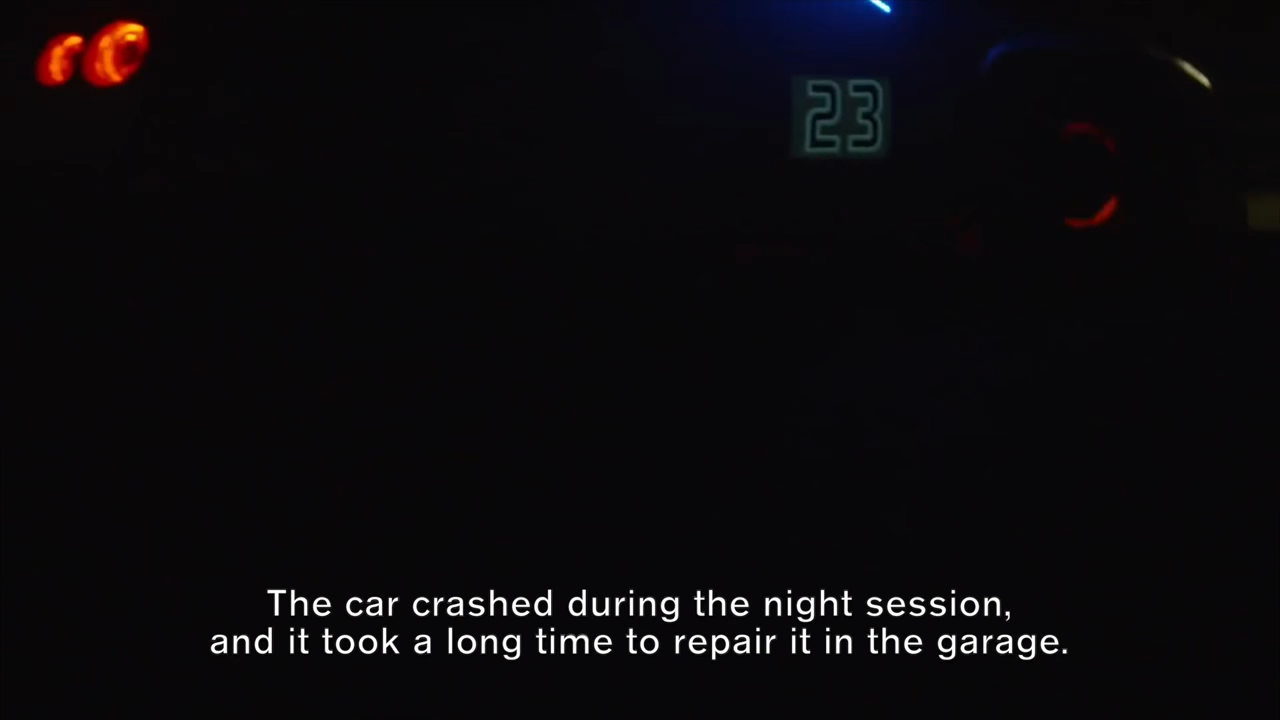 23
The car crashed during the night session,
and it took a long time to repair it in the garage.